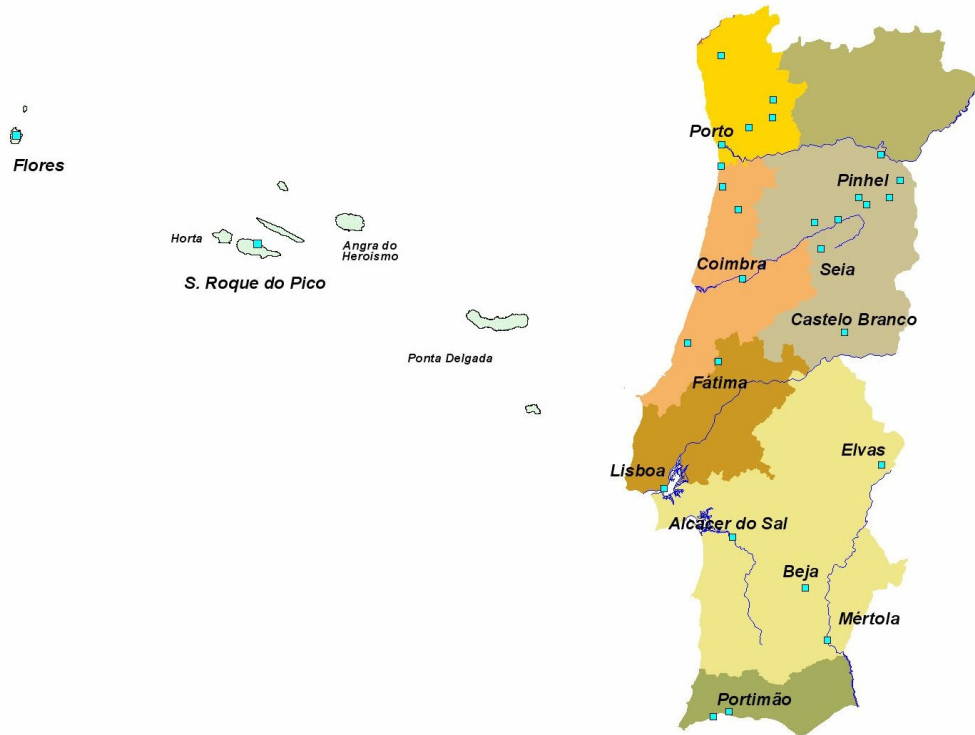 Porto
Flores
Pinhel
Horta
Angra do
Heroísmo
Coimbra
Seia
S. Roque do Pico
Castelo Branco
Ponta Delgada
Fátima
Elvas
Lisboa
Alcácer do Sal
Beja
Mértola
Portimão